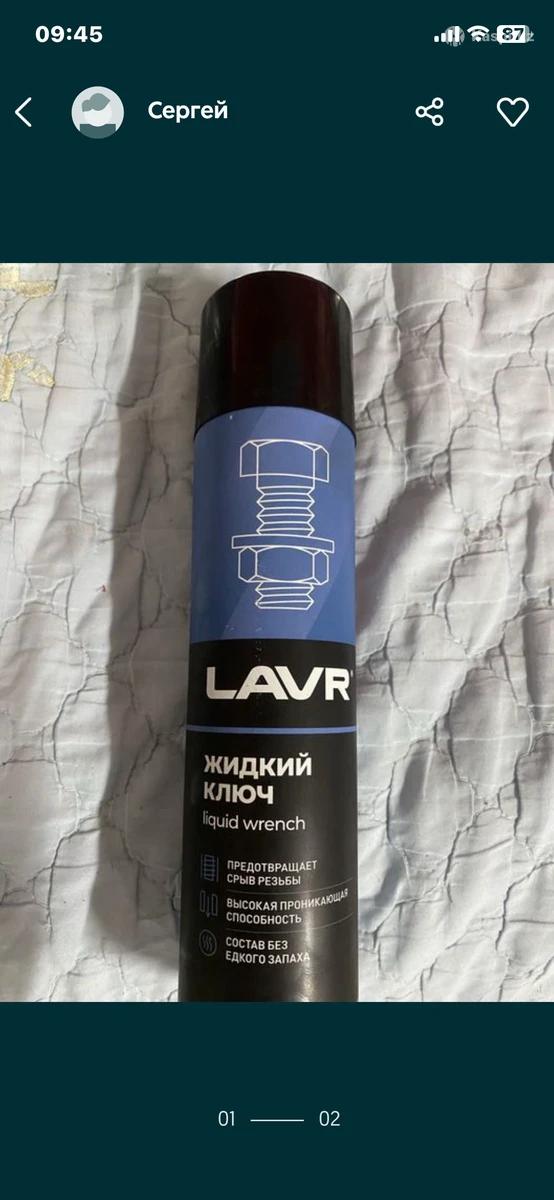 09:45
87
Сергей
LAVR
ЖИДКИЙ
КЛЮЧ
liquid wrench
ПРЕДОТВРАЩАЕТ
СРЫВ РЕЗЬБЫ
ВЫСОКАЯ ПРОНИКАЮЩАЯ
СПОСОБНОСТЬ
СОСТАВ БЕЗ
ЕДКОГО ЗАПАХА
01
02